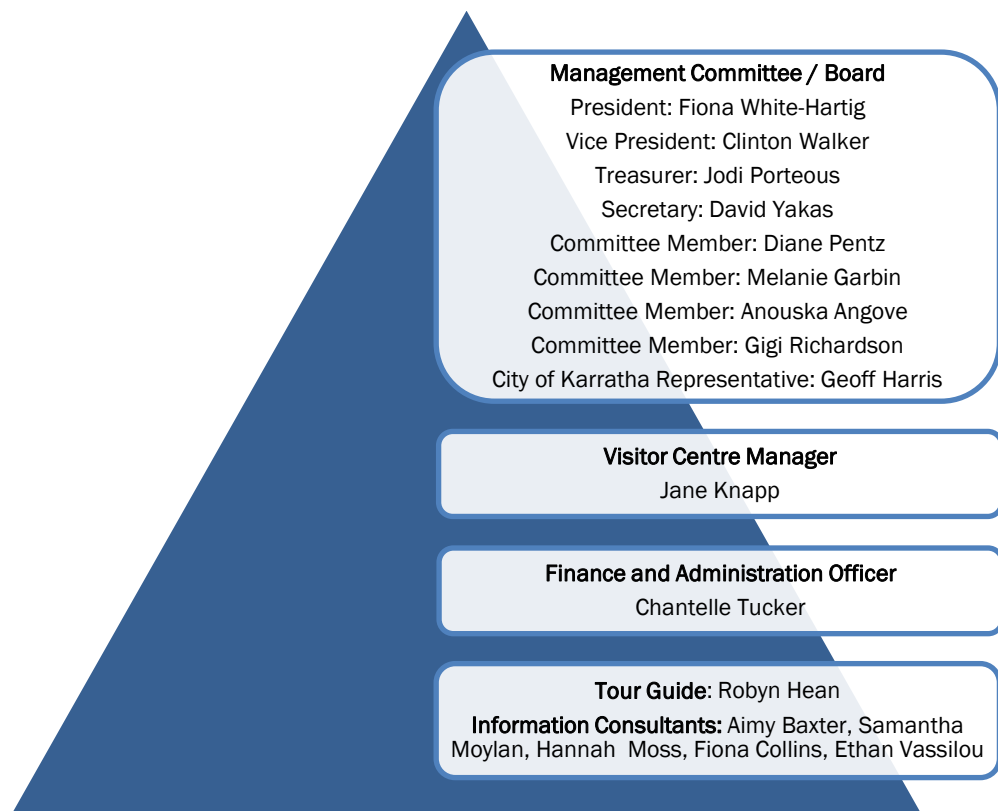 Management Committee / Board
President: Fiona White-Hartig
Vice President: Clinton Walker
Treasurer: Jodi Porteous
Secretary: David Yakas
Committee Member: Diane Pentz
Committee Member: Melanie Garbin
Committee Member: Anouska Angove
Committee Member: Gigi Richardson
City of Karratha Representative: Geoff Harris
Visitor Centre Manager
Jane Knapp
Finance and Administration Officer
Chantelle Tucker
Tour Guide: Robyn Hean
Information Consultants: Aimy Baxter, Samantha
Moylan, Hannah Moss, Fiona Collins, Ethan Vassilou